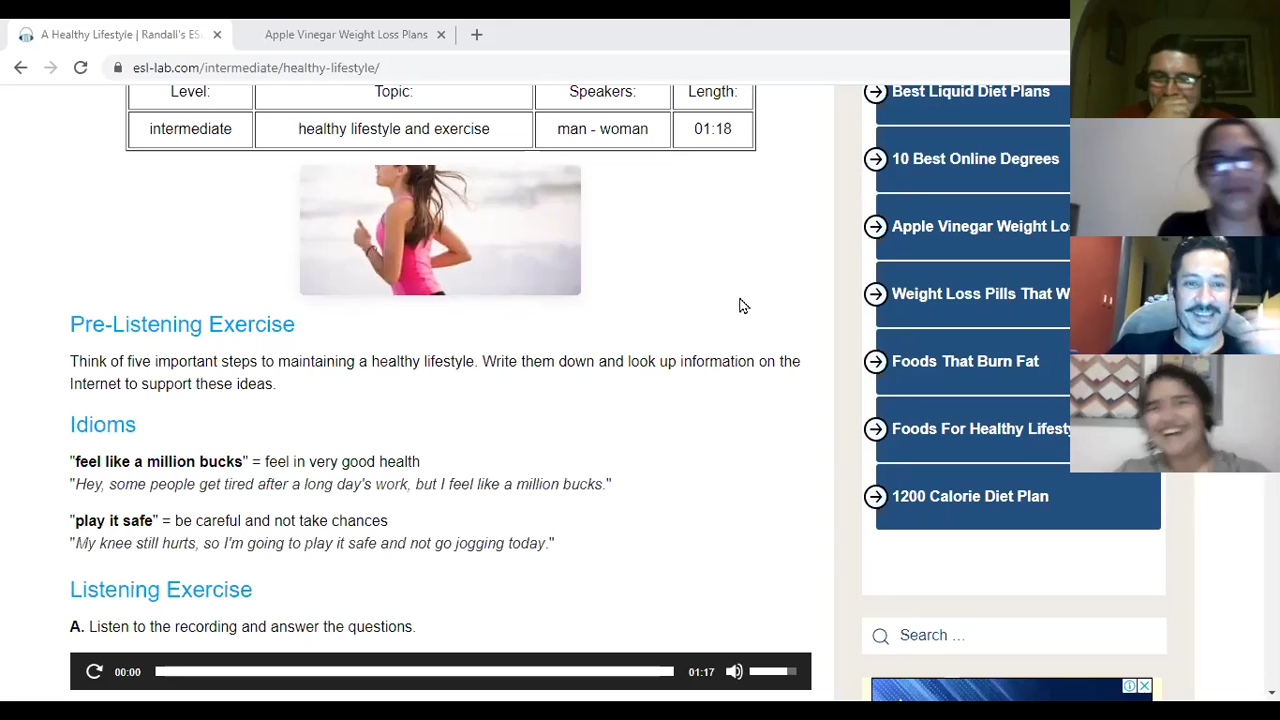 A Healthy Lifestyle | Randall's ES
Apple Vinegar Weight Loss Plans
esl-lab.com/intermediate/healthy-lifestyle/
Level: Topic: Speakers: Length:
intermediate healthy lifestyle and exercise man - woman 01:18
Pre-Listening Exercise
Think of five important steps to maintaining a healthy lifestyle. Write them down and look up information on the
Internet to support these ideas.
Idioms
"feel like a million bucks" = feel in very good health
"Hey, some people get tired after a long day's work, but I feel like a million bucks."
"play it safe" = be careful and not take chances
"My knee still hurts, so I'm going to play it safe and not go jogging today."
Listening Exercise
A. Listen to the recording and answer the questions.
00:00 01:17
Best Liquid Diet Plans
10 Best Online Degrees
Apple Vinegar Weight Lo
Weight Loss Pills That W
Foods That Burn Fat
Foods For Healthy Lifest
1200 Calorie Diet Plan
Search ...